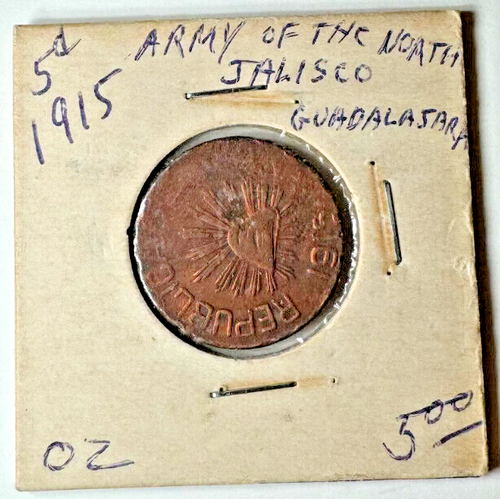 5¢ ARMY OF THE NORTH
1915 JALISCO
GUADALAJARA
1915 REPUBLIC
OZ 5.00